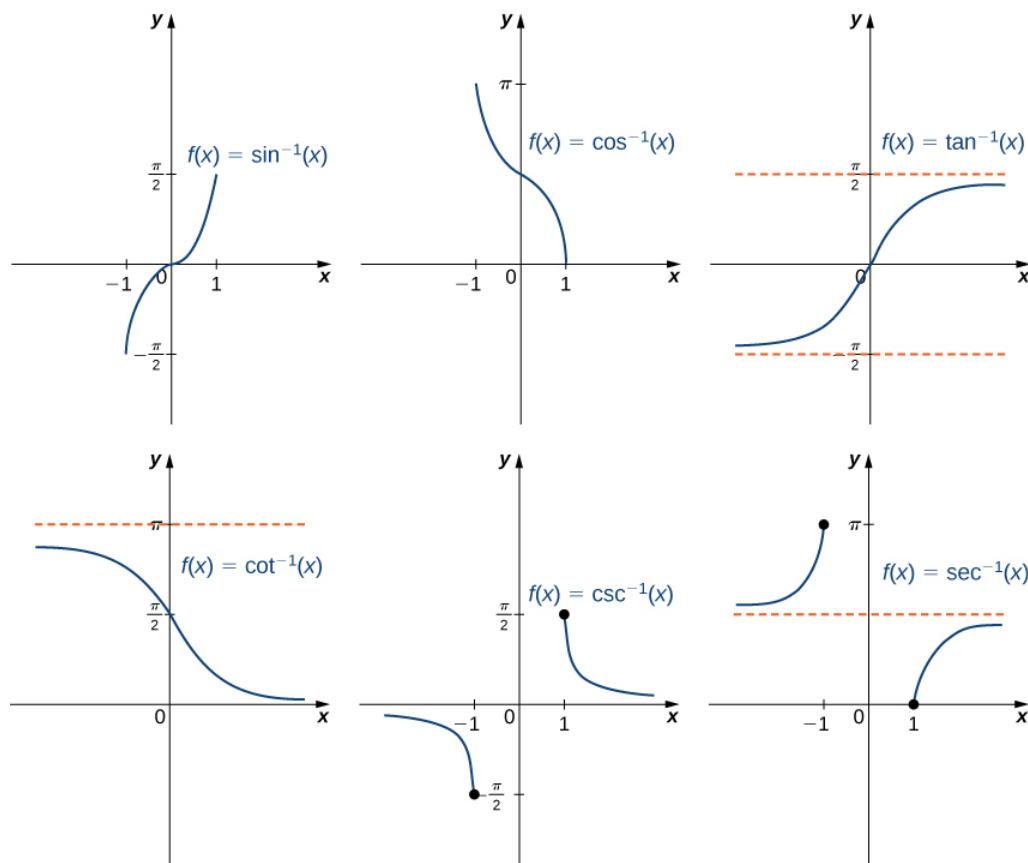 y
f(x) = sin⁻¹(x)
π/2
−1
0
1
x
−π/2
y
π
f(x) = cos⁻¹(x)
−1
0
1
x
y
f(x) = tan⁻¹(x)
π/2
0
x
−π/2
y
π
f(x) = cot⁻¹(x)
π/2
0
x
y
f(x) = csc⁻¹(x)
π/2
−1
0
1
x
−π/2
y
π
f(x) = sec⁻¹(x)
π/2
−1
0
1
x